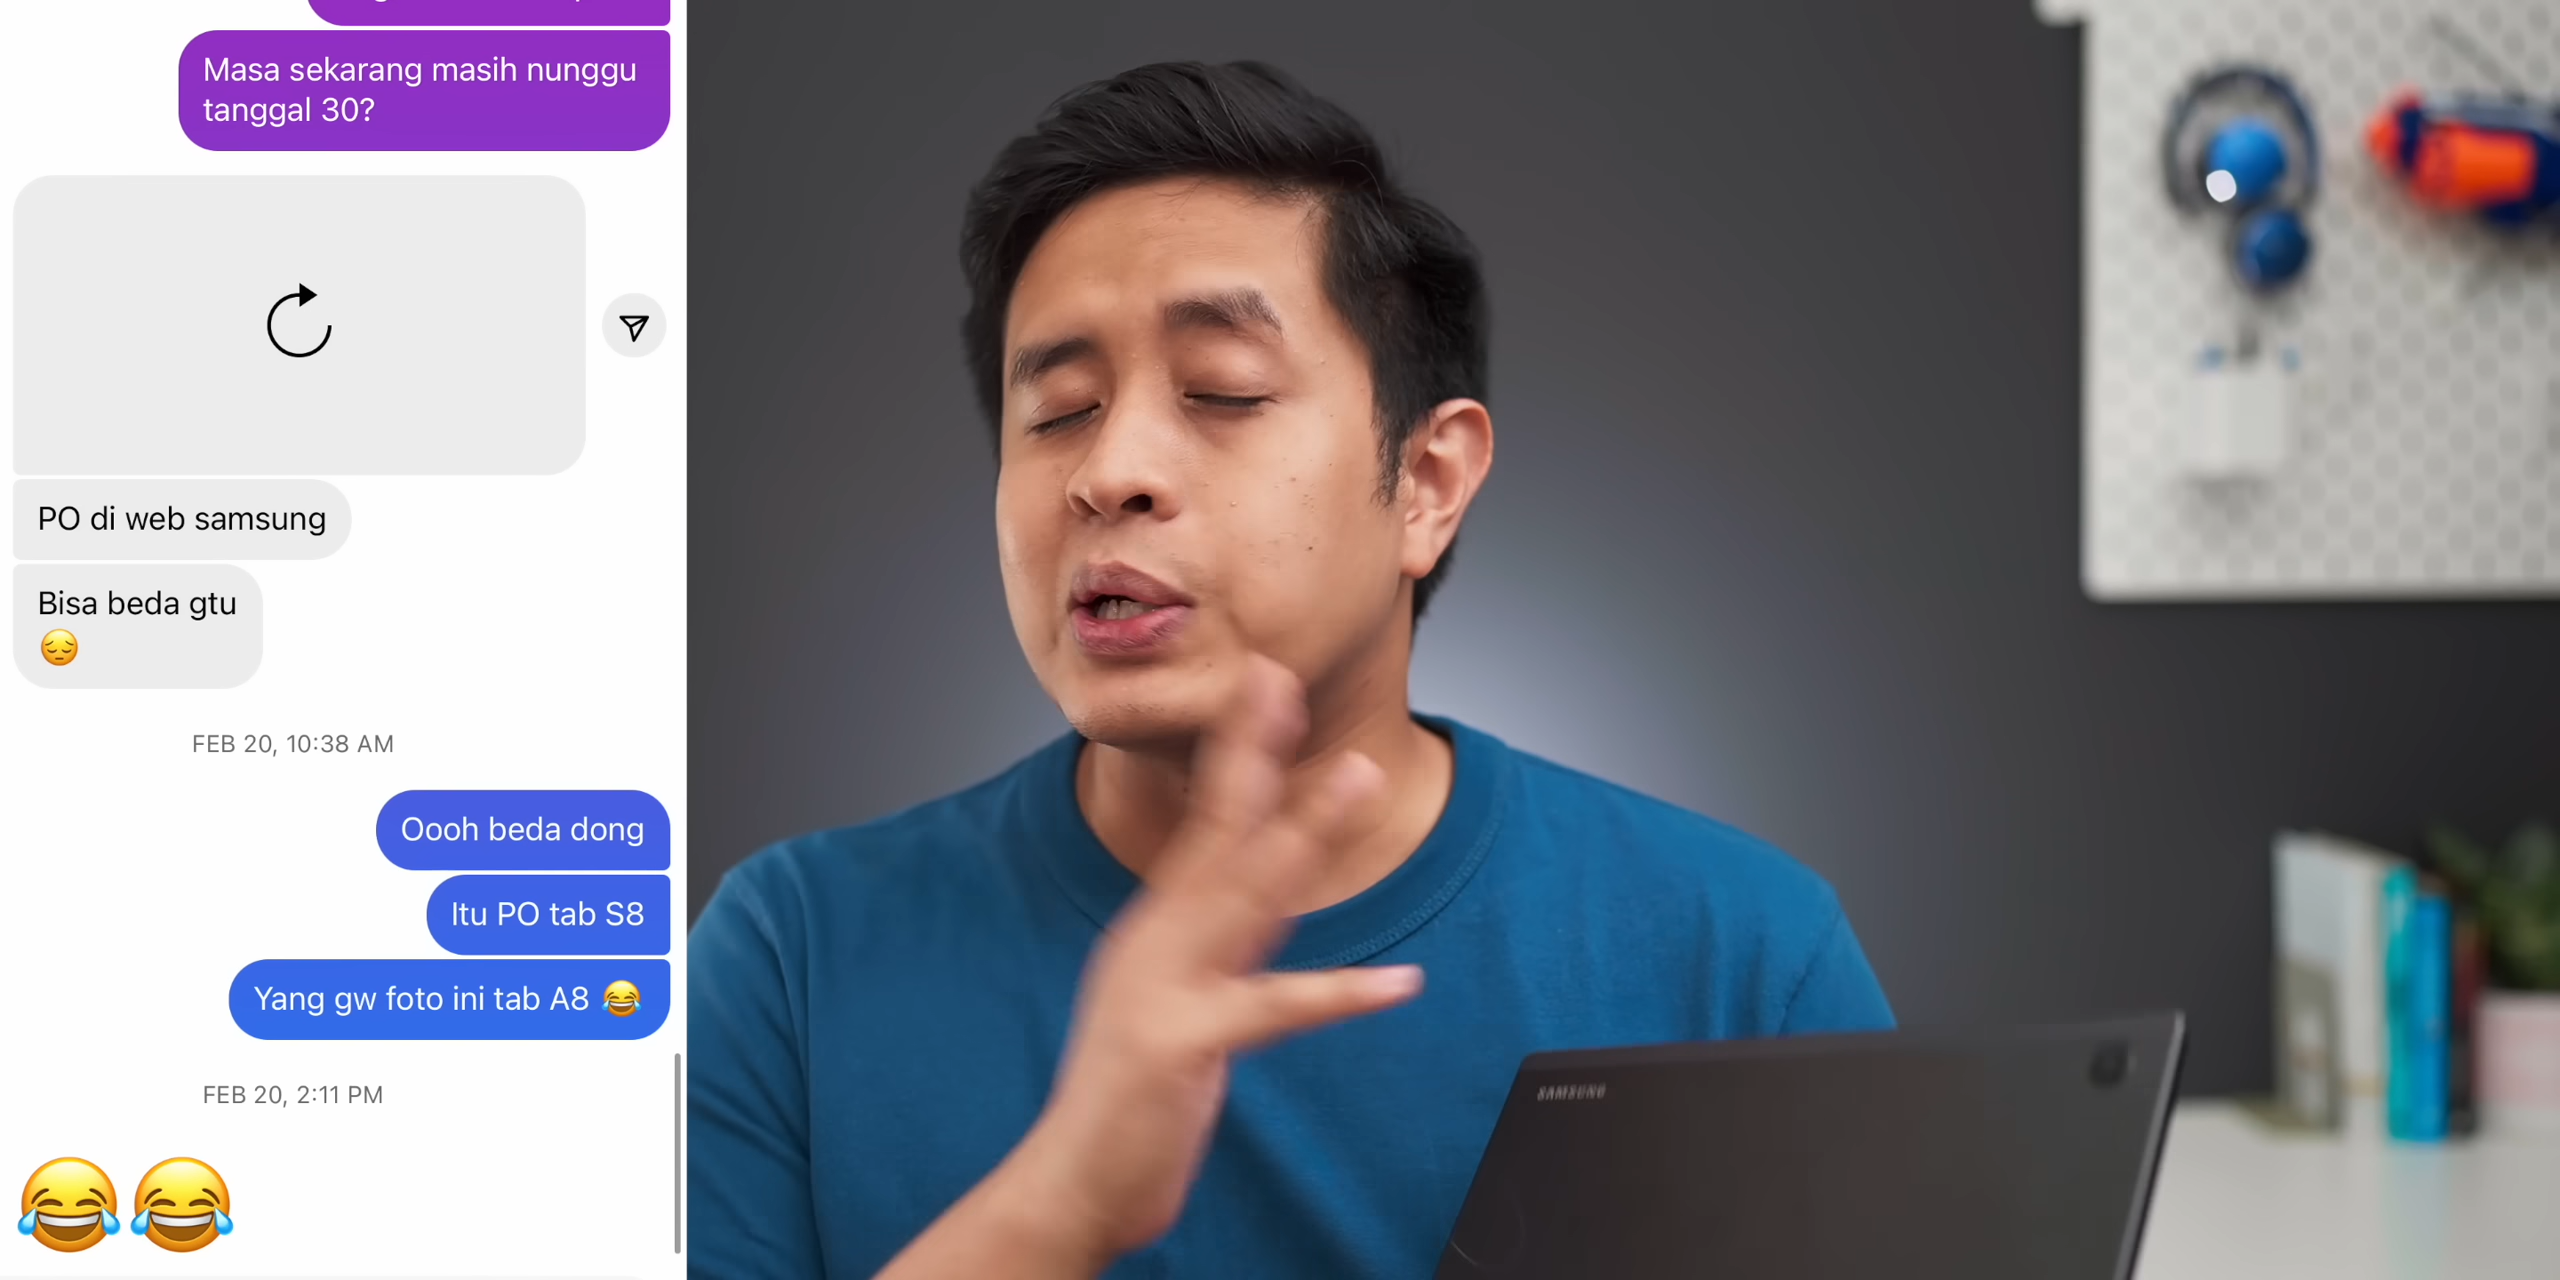 Masa sekarang masih nunggu
tanggal 30?
PO di web samsung
Bisa beda gtu
😔
FEB 20, 10:38 AM
Oooh beda dong
Itu PO tab S8
Yang gw foto ini tab A8 😂
FEB 20, 2:11 PM
😂😂
SAMSUNG